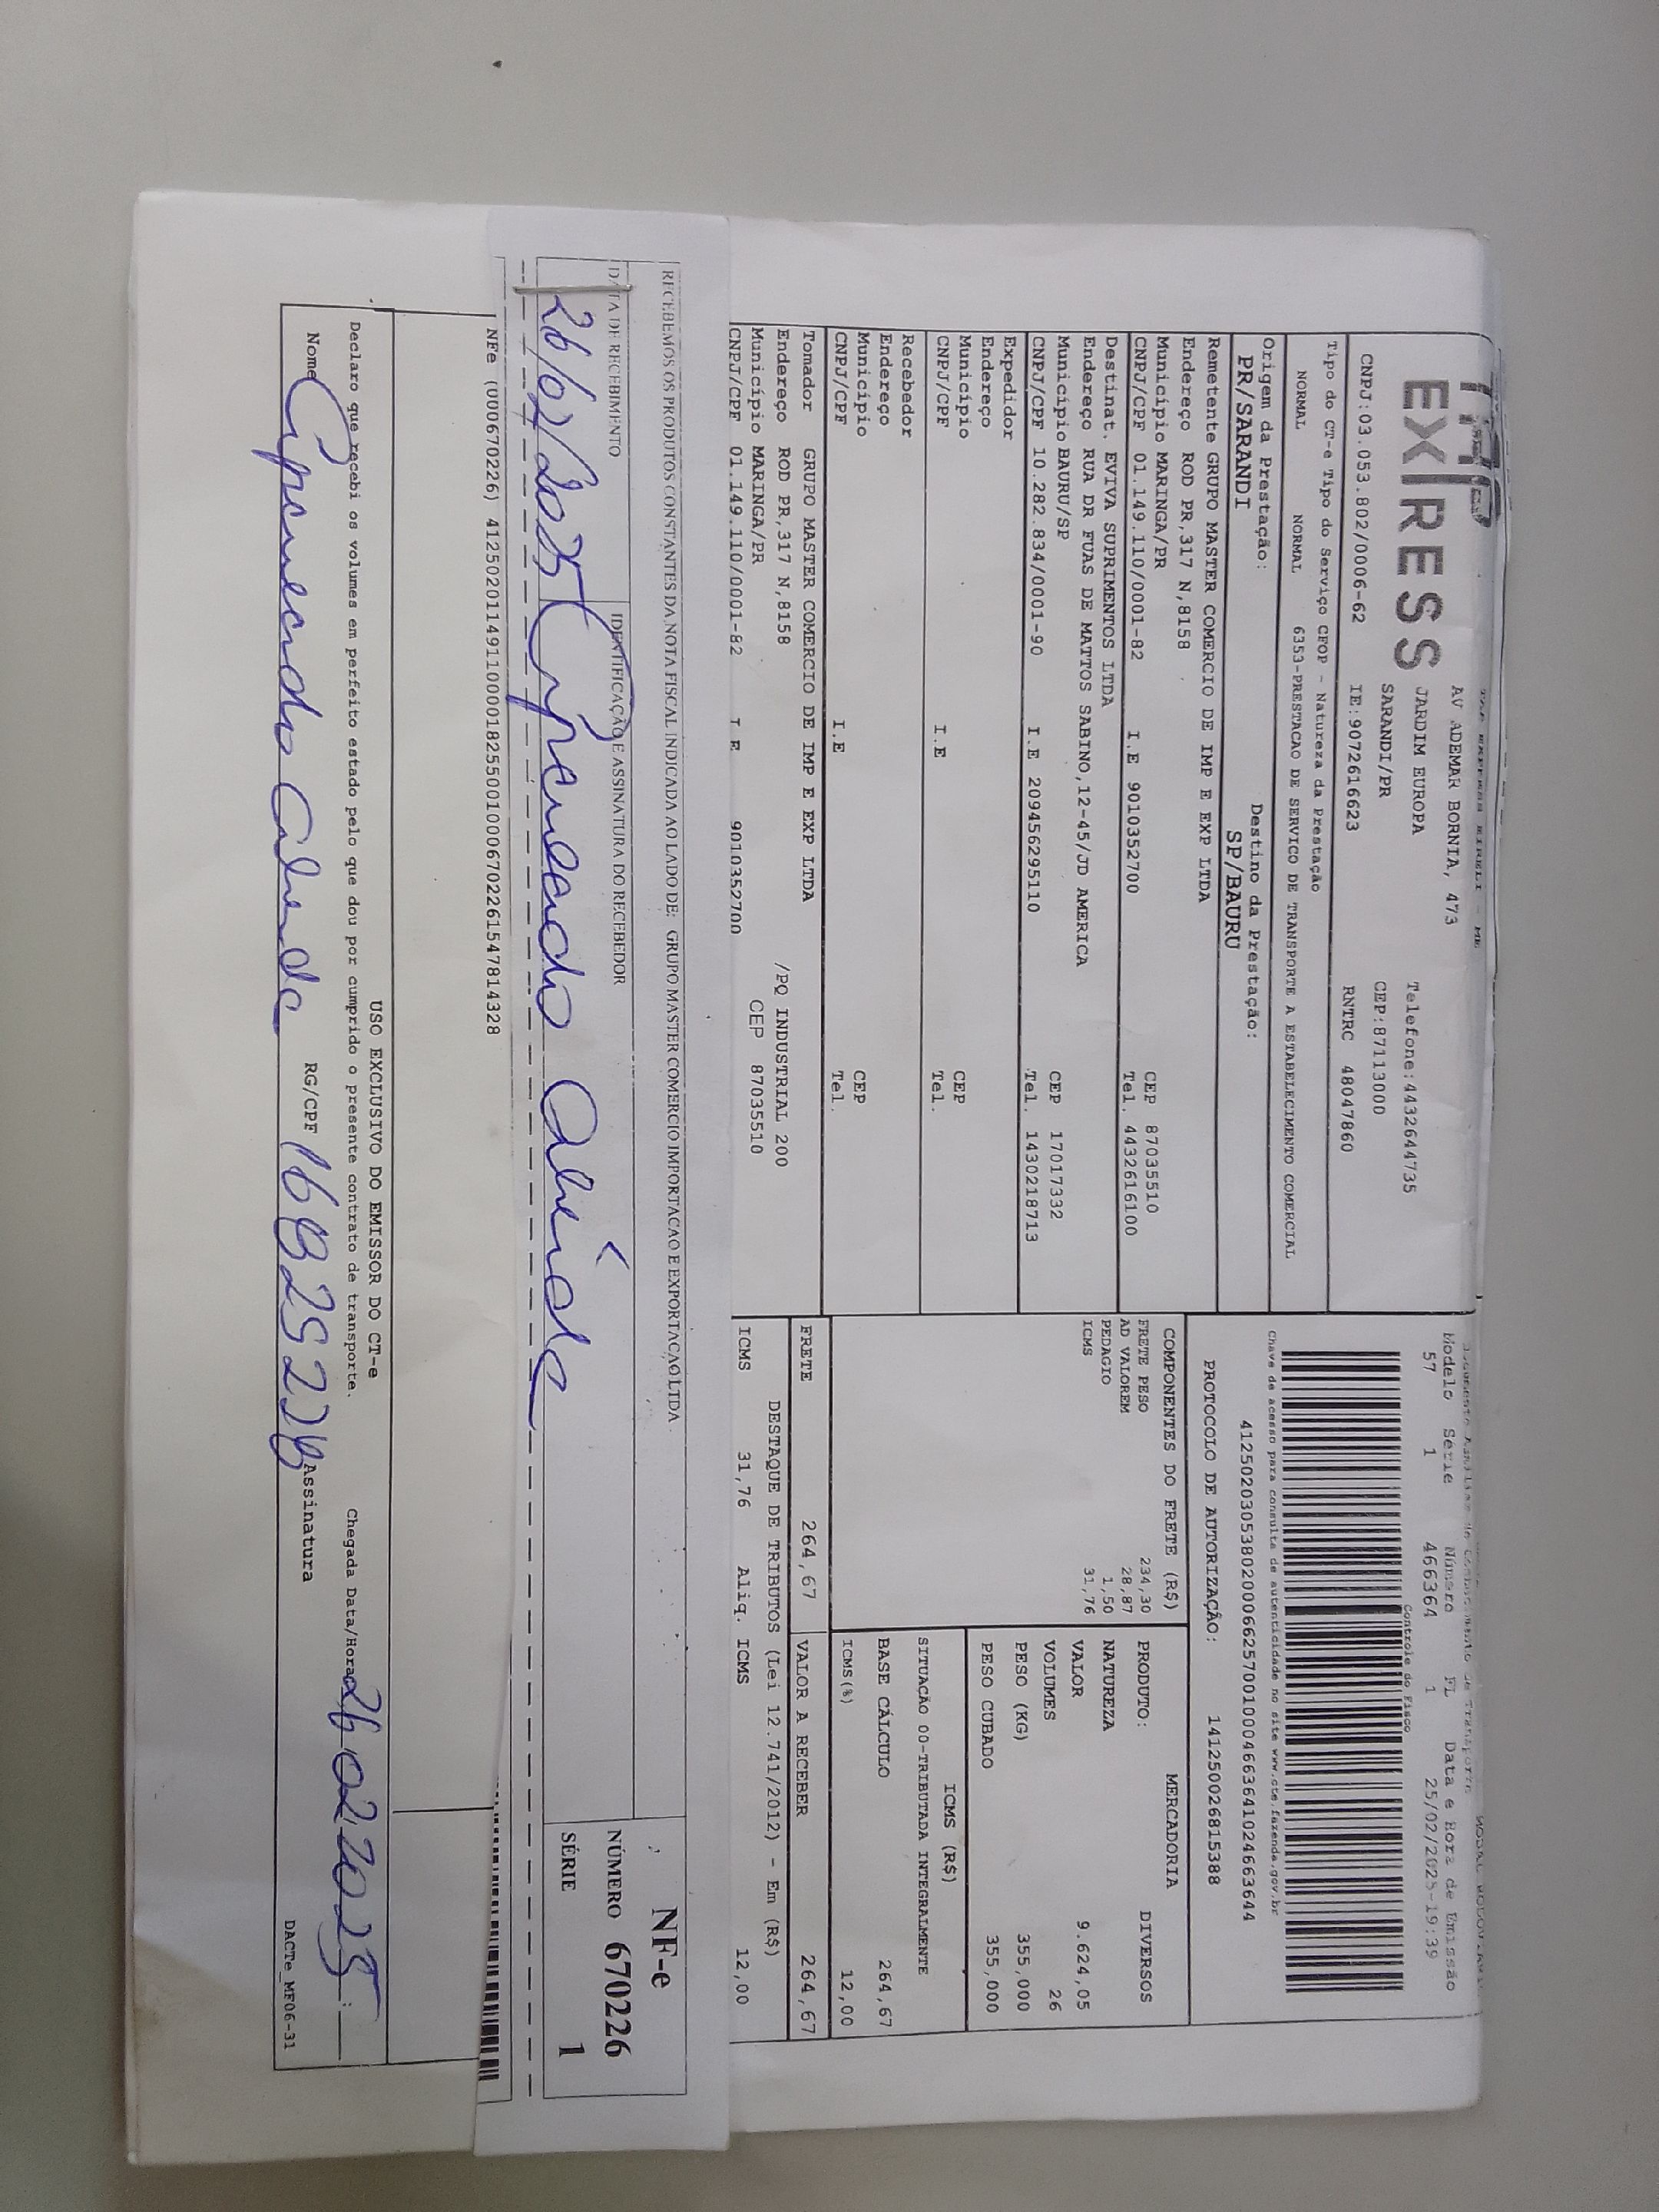 EXPRESS
AV ADEMAR BORNIA, 473
JARDIM EUROPA
SARANDI/PR
Telefone:4432644735
CEP:87113000
CNPJ:03.053.802/0006-62 IE:9072616623 RNTRC 48047860
Tipo do CT-e Tipo do Serviço CFOP - Natureza da Prestação
NORMAL NORMAL 6353-PRESTACAO DE SERVICO DE TRANSPORTE A ESTABELECIMENTO COMERCIAL
Origem da Prestação: Destino da Prestação:
PR/SARANDI SP/BAURU
Remetente GRUPO MASTER COMERCIO DE IMP E EXP LTDA
Endereço ROD PR,317 N,8158
Município MARINGA/PR CEP 87035510
CNPJ/CPF 01.149.110/0001-82 I.E 9010352700 Tel. 4432616100
Destinat. EVIVA SUPRIMENTOS LTDA
Endereço RUA DR FUAS DE MATTOS SABINO,12-45/JD AMERICA
Município BAURU/SP CEP 17017332
CNPJ/CPF 10.282.834/0001-90 I.E 209456295110 Tel. 1430218713
Expedidor
Endereço
Município CEP
CNPJ/CPF I.E Tel.
Recebedor
Endereço
Município CEP
CNPJ/CPF I.E Tel.
Tomador GRUPO MASTER COMERCIO DE IMP E EXP LTDA
Endereço ROD PR,317 N,8158 /PQ INDUSTRIAL 200
Município MARINGA/PR CEP 87035510
CNPJ/CPF 01.149.110/0001-82 I.E 9010352700
Modelo Série Número FL Data e Hora de Emissão
57 1 466364 1 25/02/2025-19:39
Controle do Fisco
Chave de acesso para consulta de autenticidade no site www.cte.fazenda.gov.br
41250203053802000662570010004663641024663644
PROTOCOLO DE AUTORIZAÇÃO: 141250026815388
COMPONENTES DO FRETE (R$)
FRETE PESO 234,30
AD VALOREM 28,87
PEDAGIO 1,50
ICMS 31,76
MERCADORIA
PRODUTO: DIVERSOS
NATUREZA
VALOR 9.624,05
VOLUMES 26
PESO (KG) 355,000
PESO CUBADO 355,000
ICMS (R$)
SITUAÇÃO 00-TRIBUTADA INTEGRALMENTE
BASE CÁLCULO 264,67
ICMS(%) 12,00
FRETE 264,67 VALOR A RECEBER 264,67
DESTAQUE DE TRIBUTOS (Lei 12.741/2012) - Em (R$)
ICMS 31,76 Aliq. ICMS 12,00
RECEBEMOS OS PRODUTOS CONSTANTES DA NOTA FISCAL INDICADA AO LADO DE: GRUPO MASTER COMERCIO IMPORTACAO E EXPORTACAO LTDA
DATA DE RECEBIMENTO IDENTIFICAÇÃO E ASSINATURA DO RECEBEDOR
26/02/2025
NF-e
NÚMERO 670226
SÉRIE 1
NFe (000670226) 41250201149110000182550010006702261547814328
USO EXCLUSIVO DO EMISSOR DO CT-e
Declaro que recebi os volumes em perfeito estado pelo que dou por cumprido o presente contrato de transporte. Chegada Data/Hora 26/02/2025 :
Nome RG/CPF Assinatura
DACTe_MF06-31